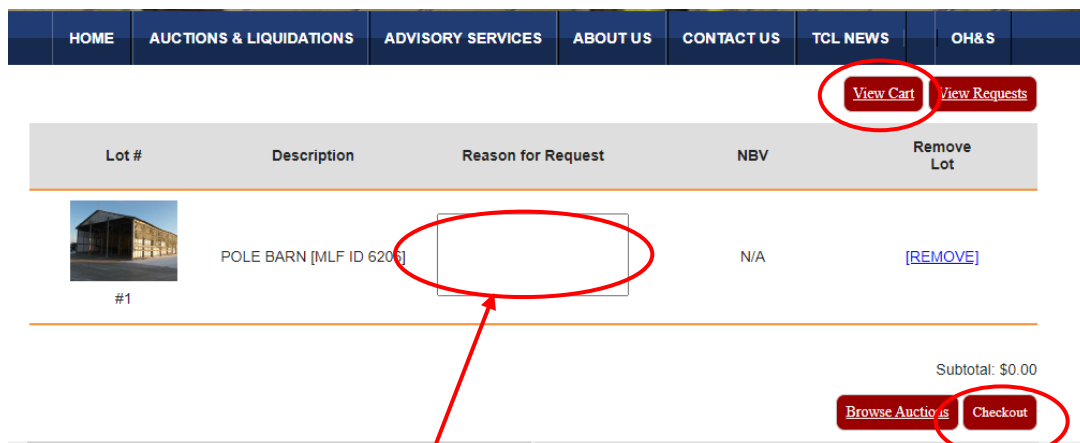 HOME AUCTIONS & LIQUIDATIONS ADVISORY SERVICES ABOUT US CONTACT US TCL NEWS OH&S
View Cart View Requests
Lot # Description Reason for Request NBV Remove Lot
POLE BARN [MLF ID 6206] N/A [REMOVE]
#1
Subtotal: $0.00
Browse Auctions Checkout